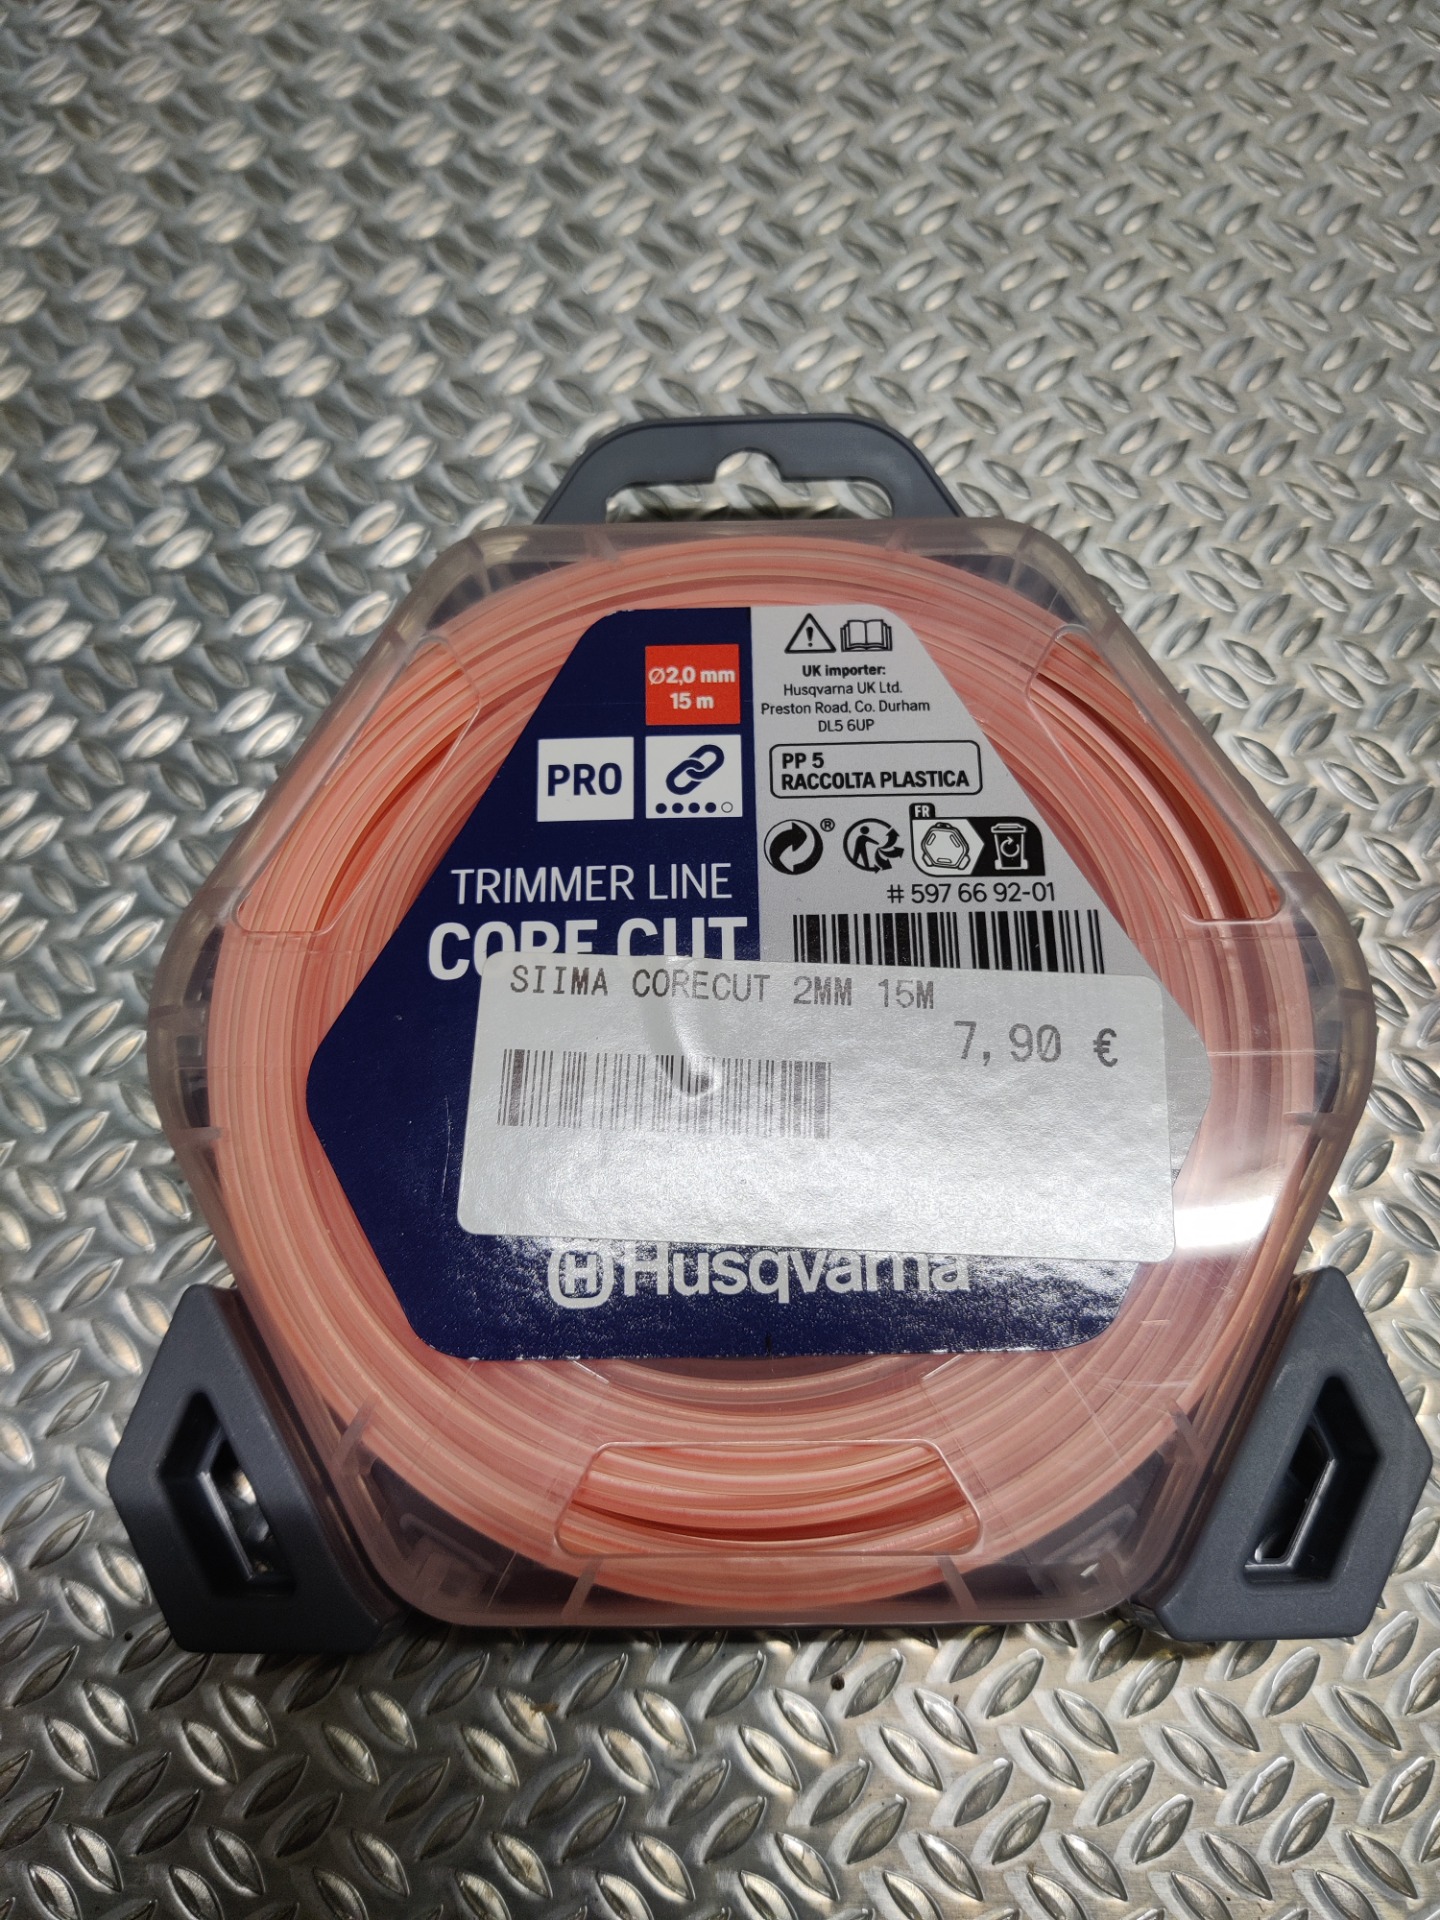 Ø2,0 mm
15 m
PRO
TRIMMER LINE
CORE CUT
UK importer:
Husqvarna UK Ltd.
Preston Road, Co. Durham
DL5 6UP
PP 5
RACCOLTA PLASTICA
®
FR
# 597 66 92-01
SIIMA CORECUT 2MM 15M
7,90 €
H Husqvarna